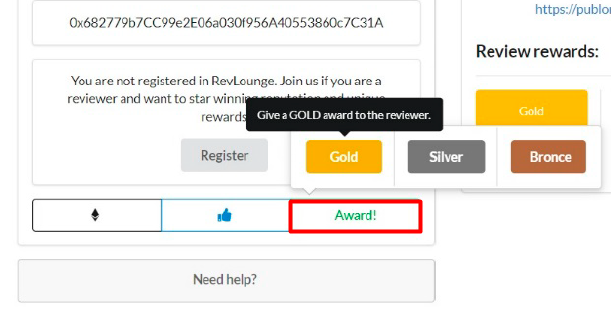 https://publo
0x682779b7CC99e2E06a030f956A40553860c7C31A
Review rewards:
You are not registered in RevLounge. Join us if you are a
reviewer and want to star winning reputation and unique
rewards
Give a GOLD award to the reviewer.
Gold
Register
Gold
Silver
Bronze
Award!
Need help?